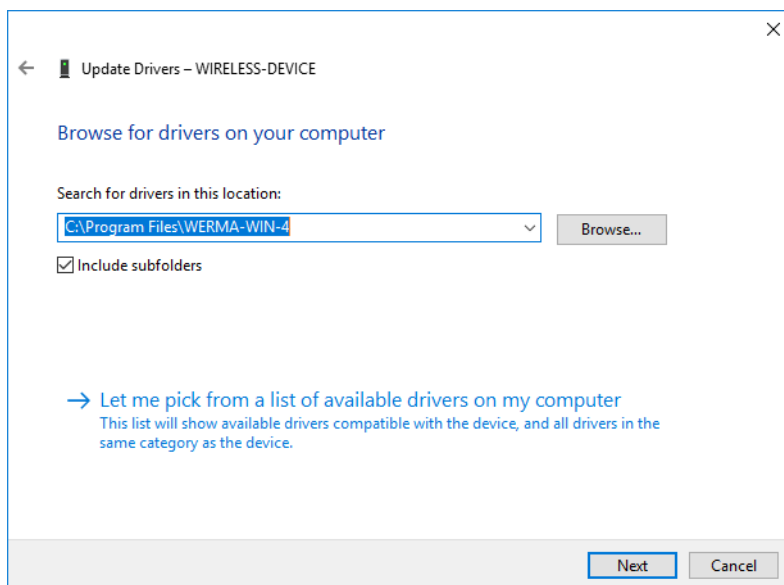 Update Drivers – WIRELESS-DEVICE
Browse for drivers on your computer
Search for drivers in this location:
C:\Program Files\WERMA-WIN-4
Browse...
Include subfolders
Let me pick from a list of available drivers on my computer
This list will show available drivers compatible with the device, and all drivers in the
same category as the device.
Next
Cancel